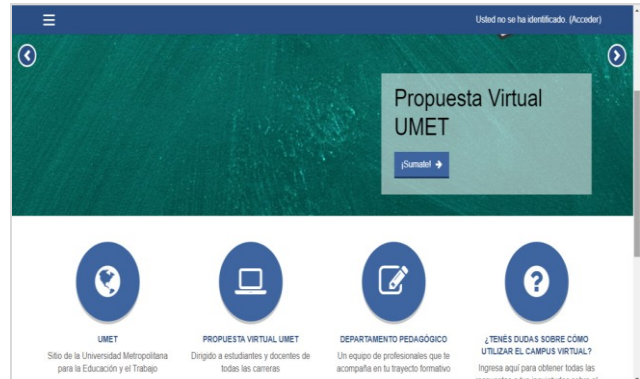 Usted no se ha identificado. (Acceder)
Propuesta Virtual
UMET
¡Sumate!
UMET
Sitio de la Universidad Metropolitana
para la Educación y el Trabajo
PROPUESTA VIRTUAL UMET
Dirigido a estudiantes y docentes de
todas las carreras
DEPARTAMENTO PEDAGÓGICO
Un equipo de profesionales que te
acompaña en tu trayecto formativo
¿TENÉS DUDAS SOBRE CÓMO
UTILIZAR EL CAMPUS VIRTUAL?
Ingresa aquí para obtener todas las